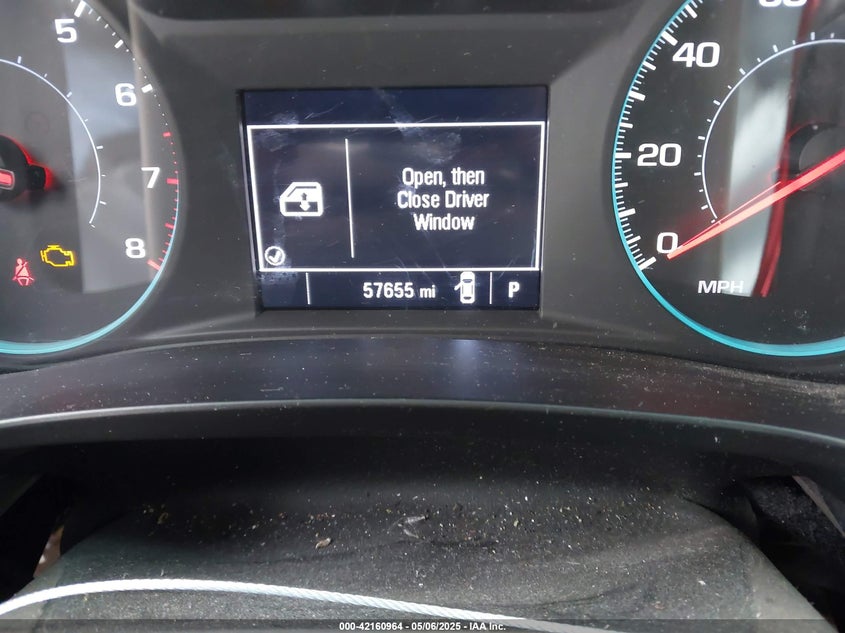 5
6
7
8
Open, then
Close Driver
Window
57655 mi
P
40
20
0
MPH
000-42160964 - 05/06/2025 - IAA Inc.